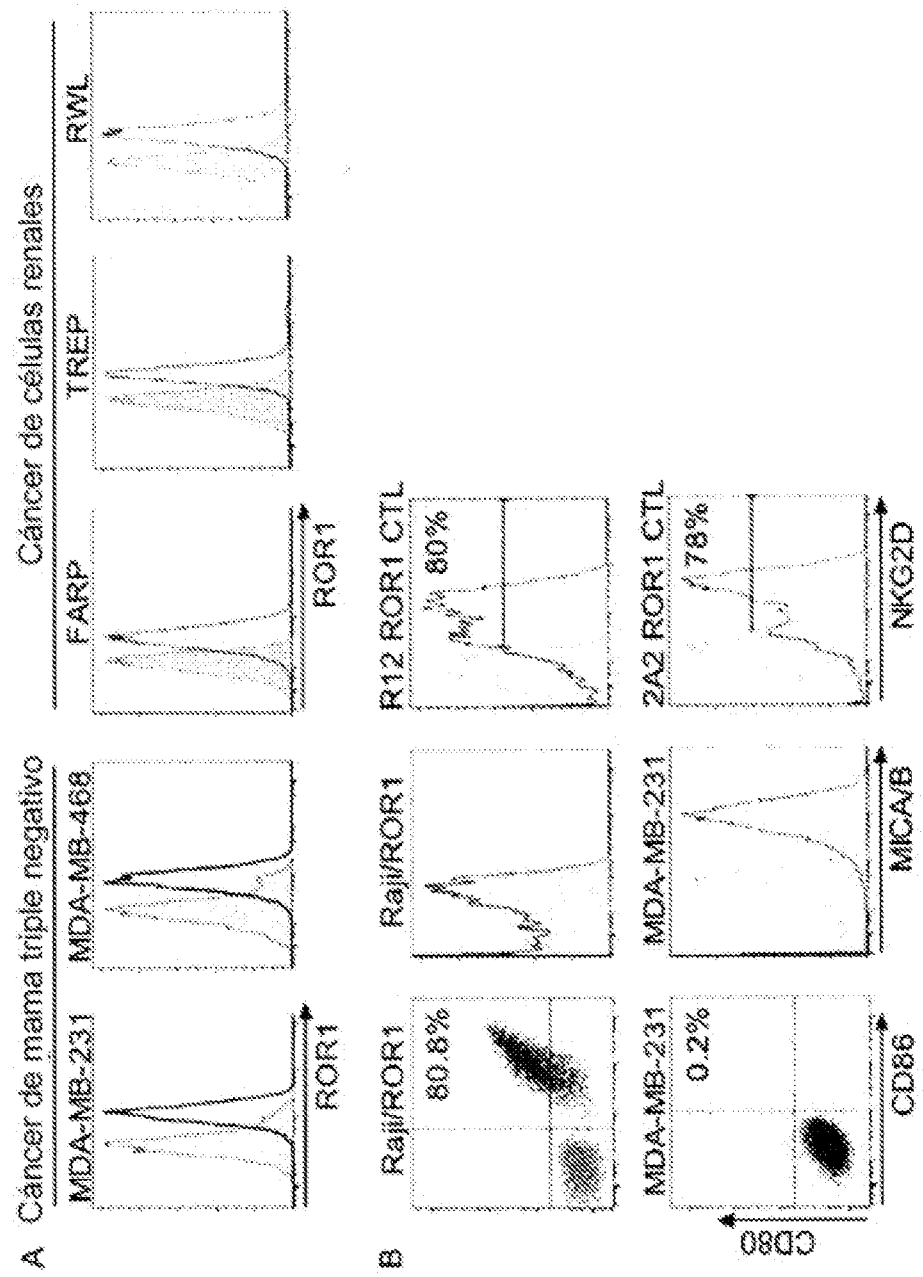 A
Cáncer de mama triple negativo
Cáncer de células renales
MDA-MB-231
MDA-MB-468
FARP
TREP
RWL
ROR1
ROR1
B
Raji/ROR1
Raji/ROR1
R12 ROR1 CTL
80.8%
80%
MDA-MB-231
MDA-MB-231
2A2 ROR1 CTL
0.2%
78%
CD80
CD86
MICA/B
NKG2D